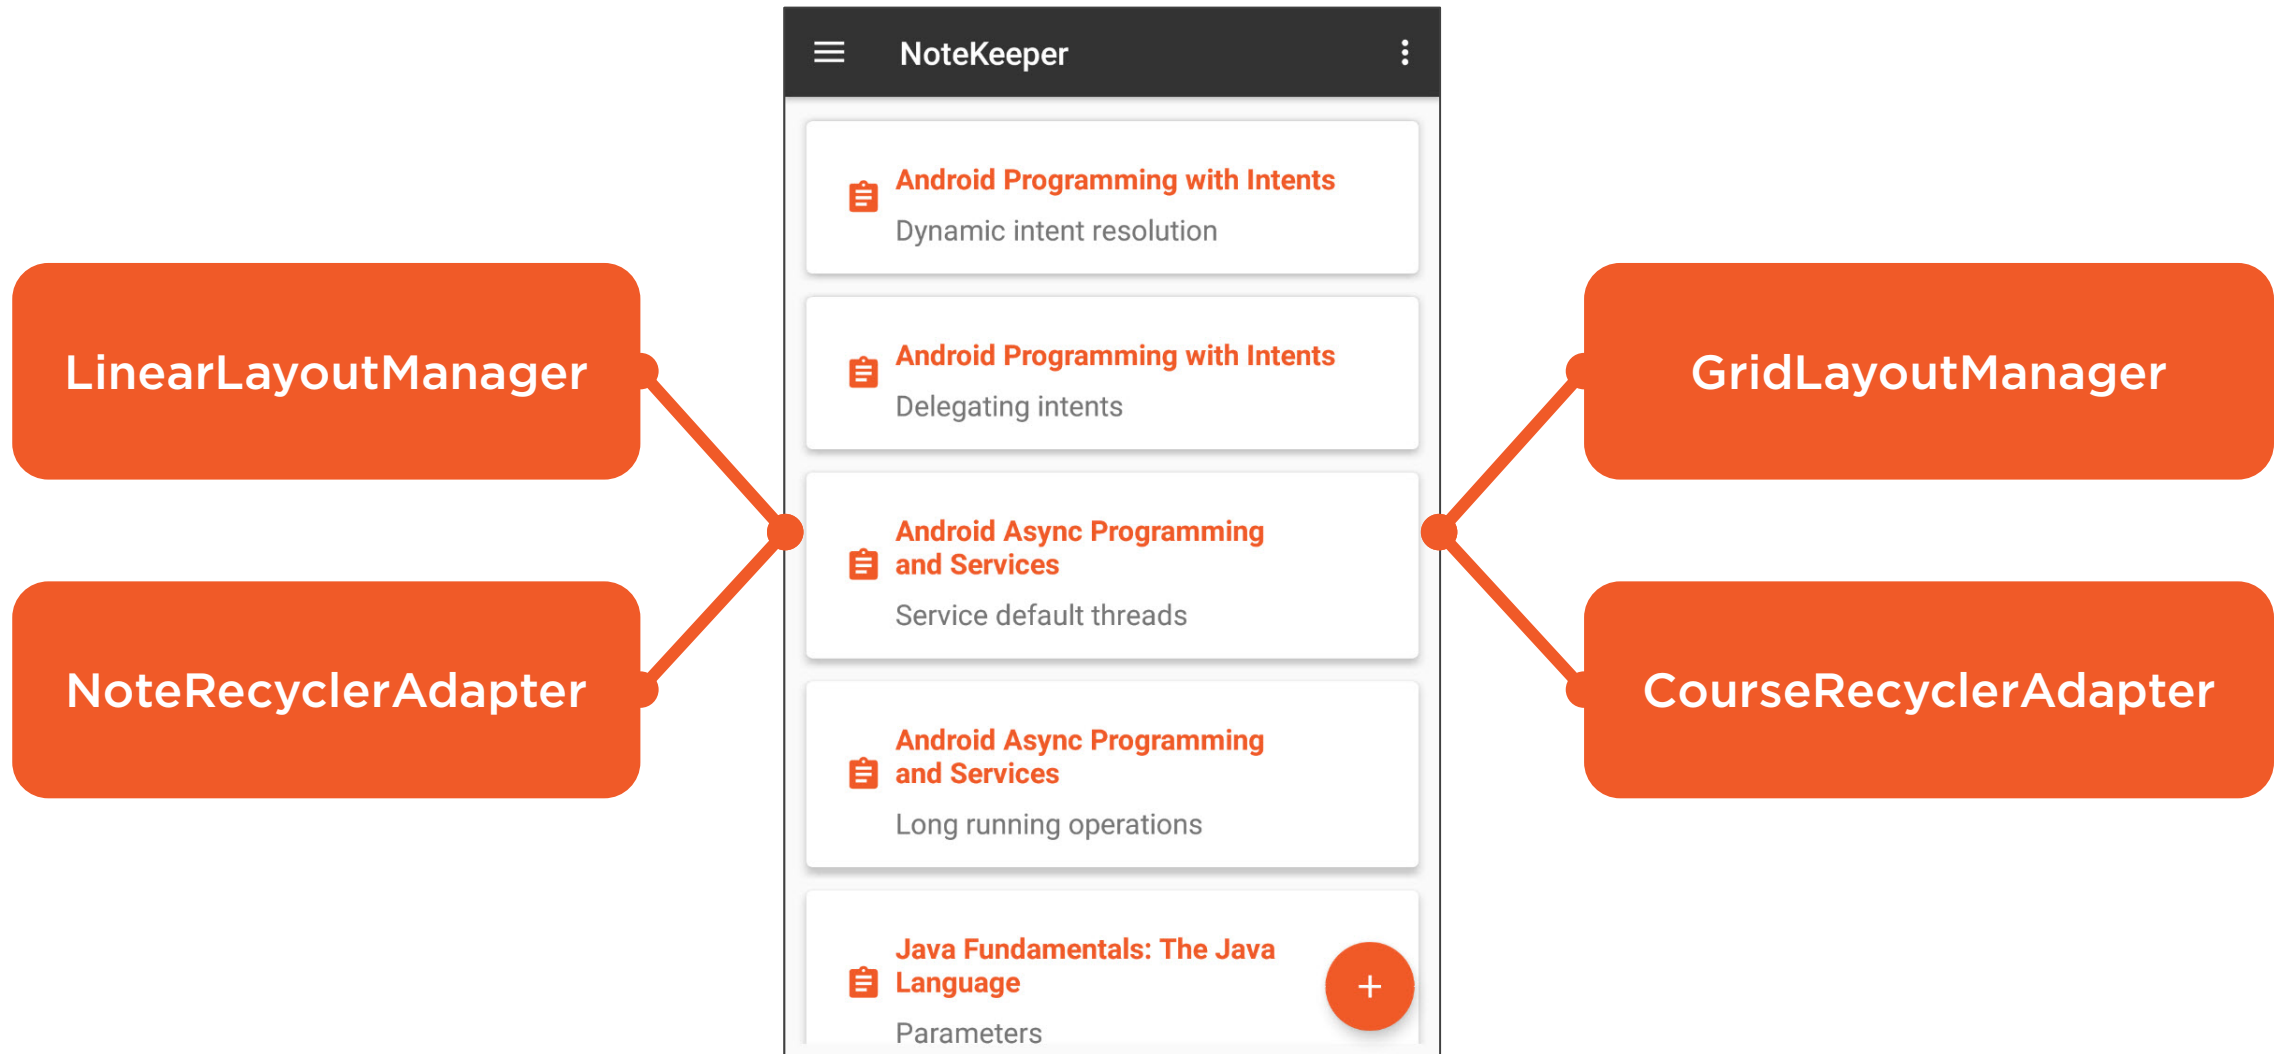 NoteKeeper
Android Programming with Intents
Dynamic intent resolution
Android Programming with Intents
Delegating intents
Android Async Programming
and Services
Service default threads
Android Async Programming
and Services
Long running operations
Java Fundamentals: The Java
Language
Parameters
+
LinearLayoutManager
NoteRecyclerAdapter
GridLayoutManager
CourseRecyclerAdapter